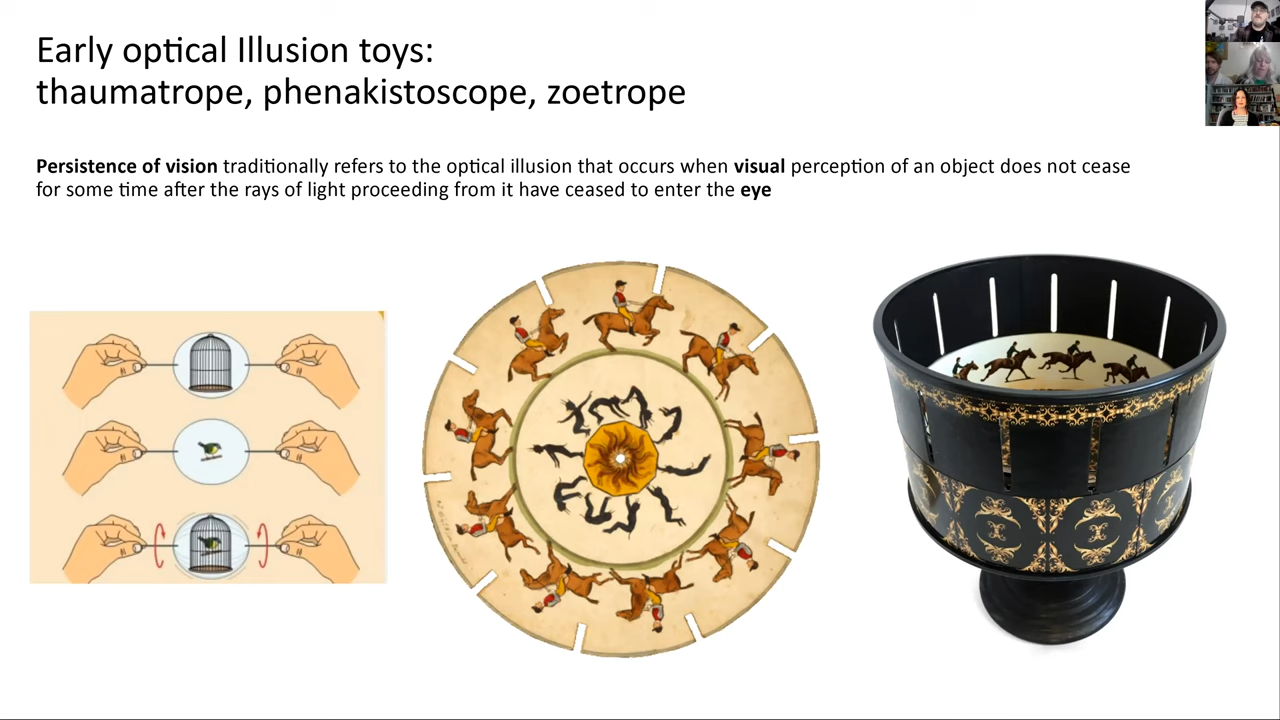 Early optical Illusion toys:
thaumatrope, phenakistoscope, zoetrope
Persistence of vision traditionally refers to the optical illusion that occurs when visual perception of an object does not cease
for some time after the rays of light proceeding from it have ceased to enter the eye